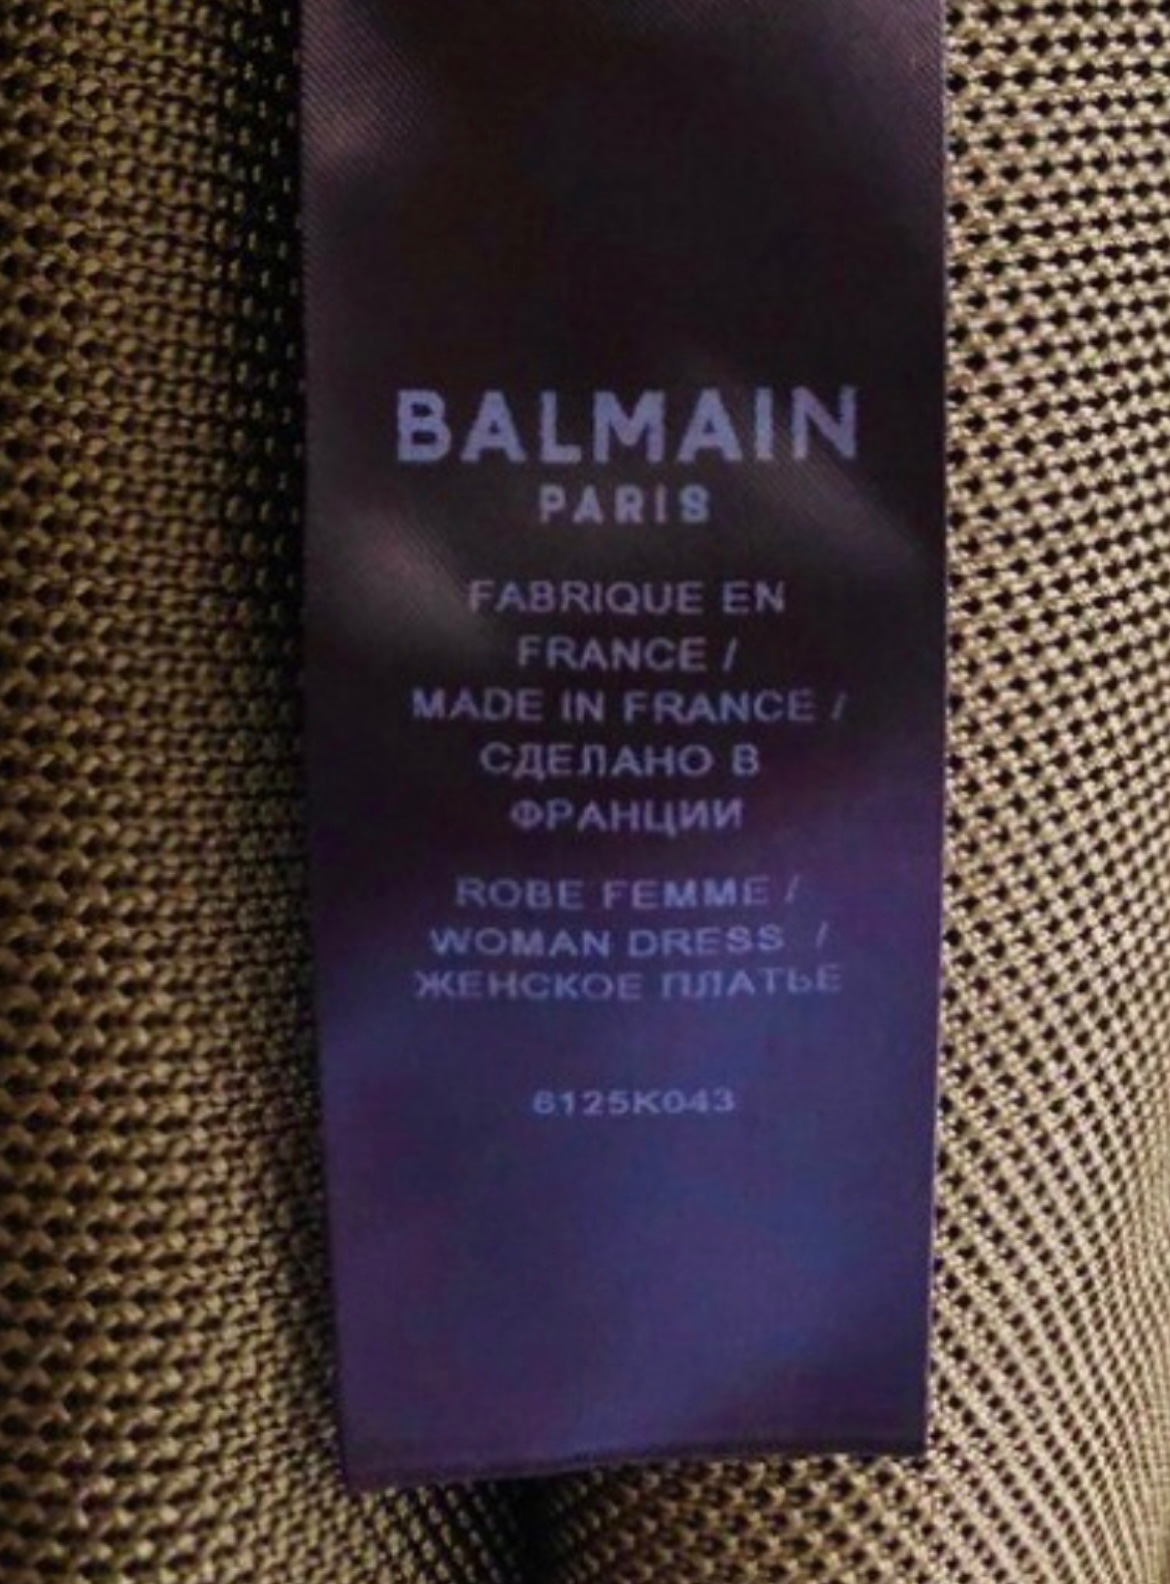 BALMAIN
PARIS
FABRIQUE EN
FRANCE /
MADE IN FRANCE /
СДЕЛАНО В
ФРАНЦИИ
ROBE FEMME /
WOMAN DRESS /
ЖЕНСКОЕ ПЛАТЬЕ
6125K043